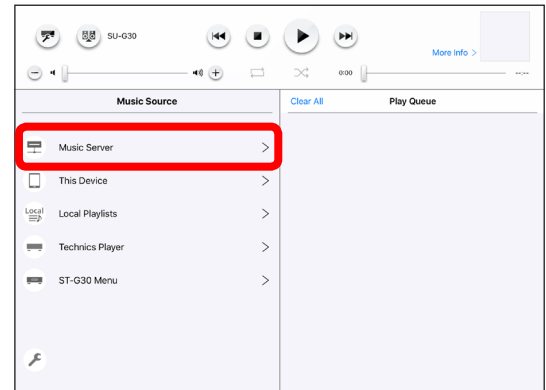 SU-G30
More Info >
0:00
--:--
Music Source
Clear All
Play Queue
Music Server
This Device
Local
Local Playlists
Technics Player
ST-G30 Menu